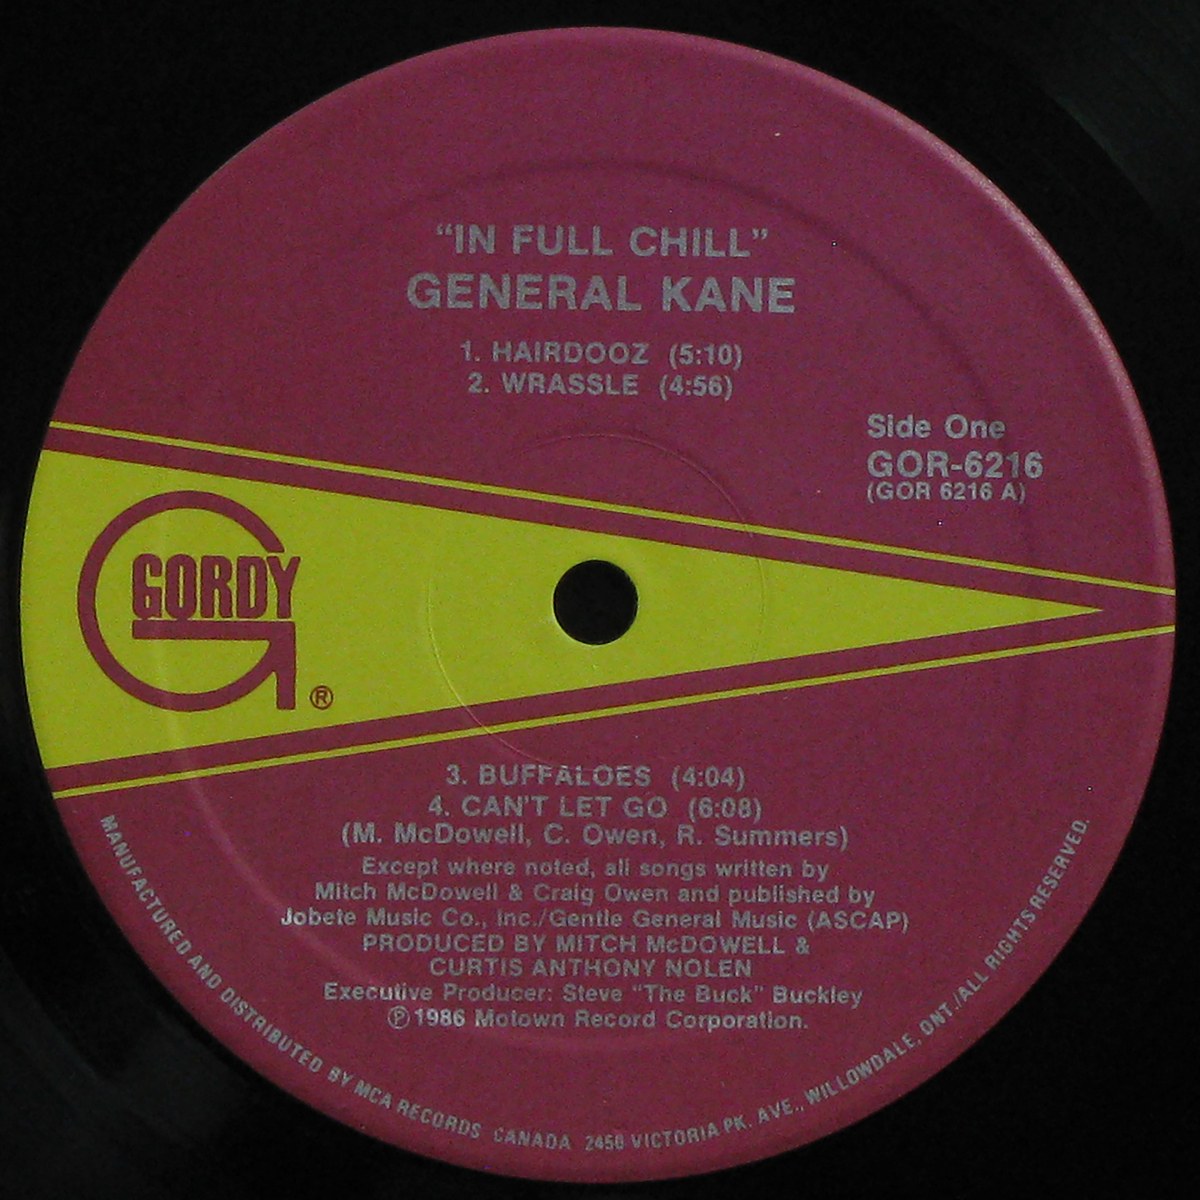 "IN FULL CHILL"
GENERAL KANE
1. HAIRDOOZ (5:10)
2. WRASSLE (4:56)
Side One
GOR-6216
(GOR 6216 A)
GORDY
®
3. BUFFALOES (4:04)
4. CAN'T LET GO (6:08)
(M. McDowell, C. Owen, R. Summers)
Except where noted, all songs written by
Mitch McDowell & Craig Owen and published by
Jobete Music Co., Inc./Gentle General Music (ASCAP)
PRODUCED BY MITCH McDOWELL &
CURTIS ANTHONY NOLEN
Executive Producer: Steve "The Buck" Buckley
℗ 1986 Motown Record Corporation.
MANUFACTURED AND DISTRIBUTED BY MCA RECORDS CANADA 2450 VICTORIA PK. AVE., WILLOWDALE, ONT./ALL RIGHTS RESERVED.